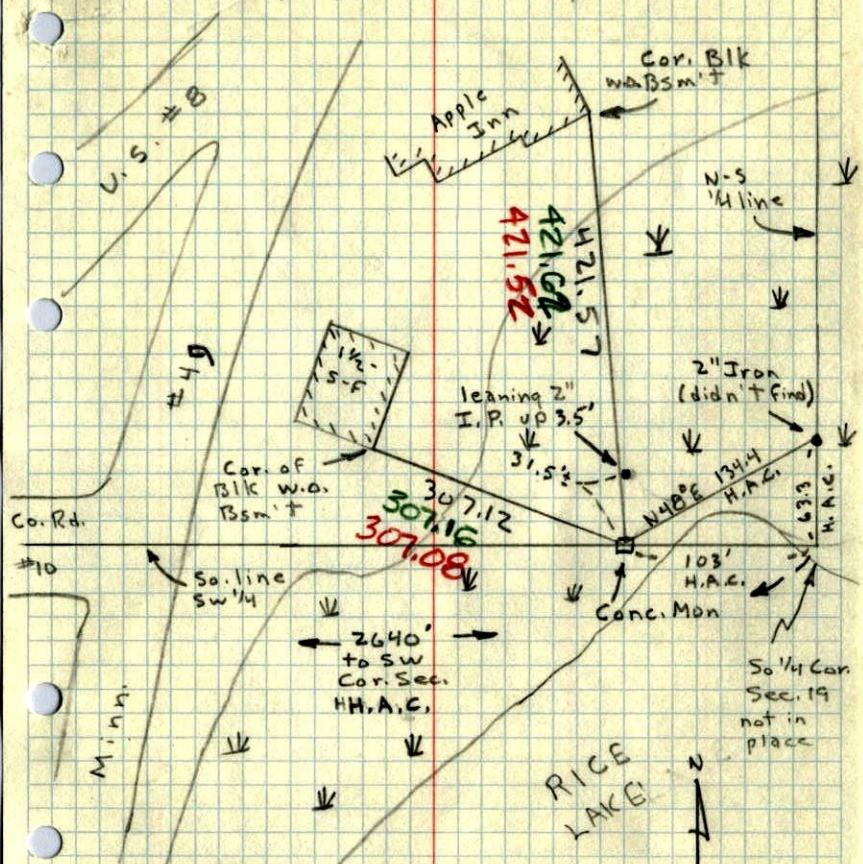 U.S. #8
Apple
Inn
Cor. Blk
w.o. Bsm't
N-S
1/4 line
421.57
421.62
421.52
#49
1 1/2-
S-F
2" Iron
(didn't find)
leaning 2"
I.P. up 3.5'
31.5'±
Cor. of
Blk w.o.
Bsm't
307.12
307.16
307.08
N48°E 134.4
H.A.C.
63.3
H.A.C.
Co. Rd.
#10
So. line
SW 1/4
103'
H.A.C.
Conc. Mon
2640'
to SW
Cor. Sec.
H.A.C.
So 1/4 Cor.
Sec. 19
not in
place
Minn.
RICE
LAKE
N